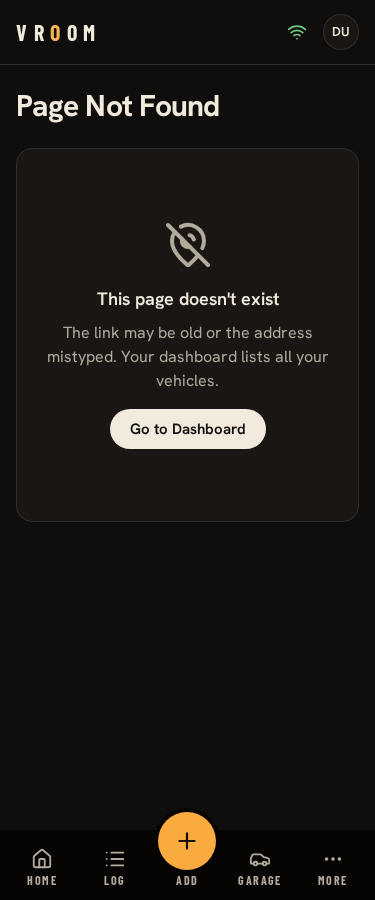 VROOM
DU
Page Not Found
This page doesn't exist
The link may be old or the address
mistyped. Your dashboard lists all your
vehicles.
Go to Dashboard
HOME
LOG
ADD
GARAGE
MORE